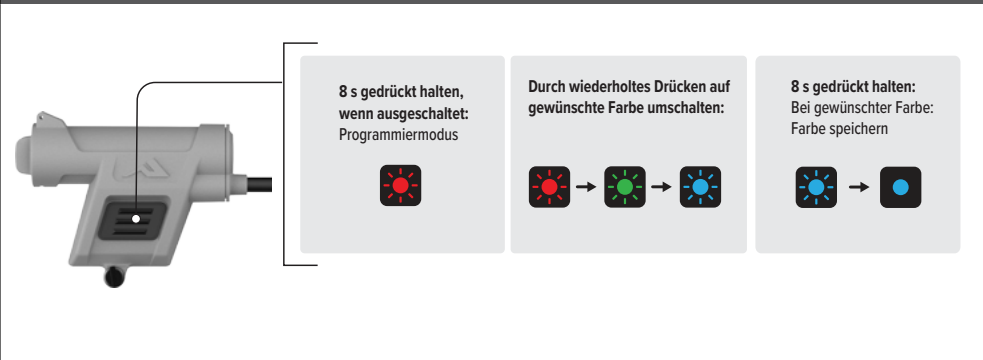 8 s gedrückt halten,
wenn ausgeschaltet:
Programmiermodus
Durch wiederholtes Drücken auf
gewünschte Farbe umschalten:
8 s gedrückt halten:
Bei gewünschter Farbe:
Farbe speichern